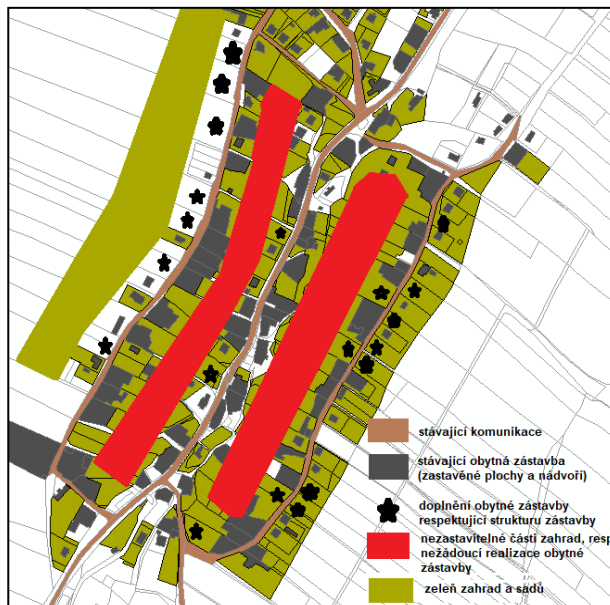 stávající komunikace
stávající obytná zástavba
(zastavěné plochy a nádvoří)
doplnění obytné zástavby
respektující strukturu zástavby
nezastavitelné části zahrad, resp
nežádoucí realizace obytné
zástavby
zeleň zahrad a sadů